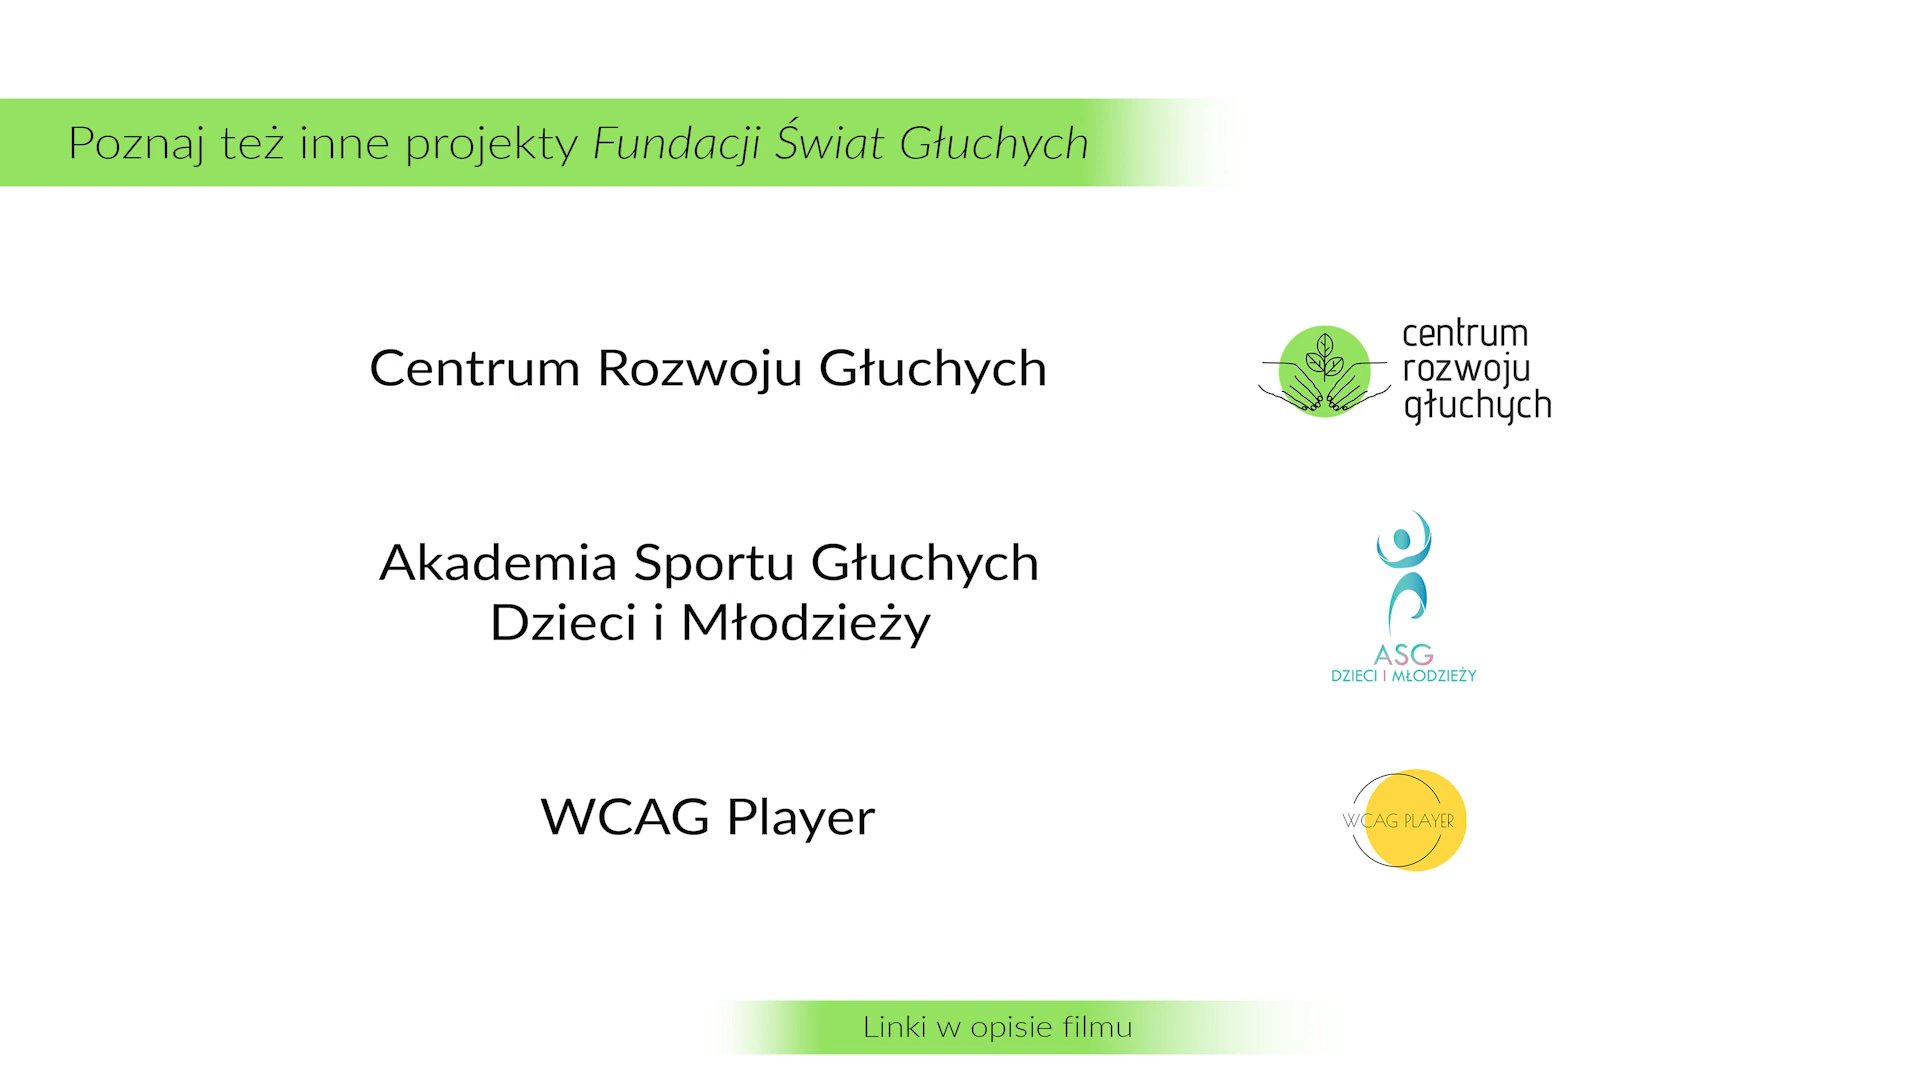 Poznaj też inne projekty Fundacji Świat Głuchych
Centrum Rozwoju Głuchych
centrum
rozwoju
głuchych
Akademia Sportu Głuchych
Dzieci i Młodzieży
ASG
DZIECI I MŁODZIEŻY
WCAG Player
WCAG PLAYER
Linki w opisie filmu